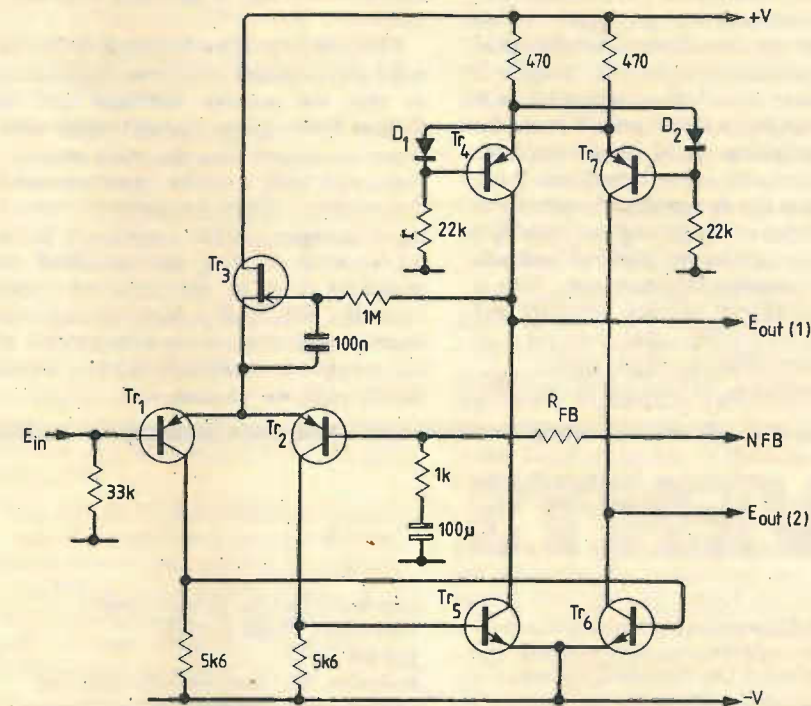 +V
470
470
D1
Tr4
D2
Tr7
22k
22k
Tr3
1M
100n
Eout (1)
Tr1
Tr2
RFB
Ein
NFB
33k
1k
100µ
Eout (2)
Tr5
Tr6
5k6
5k6
-V